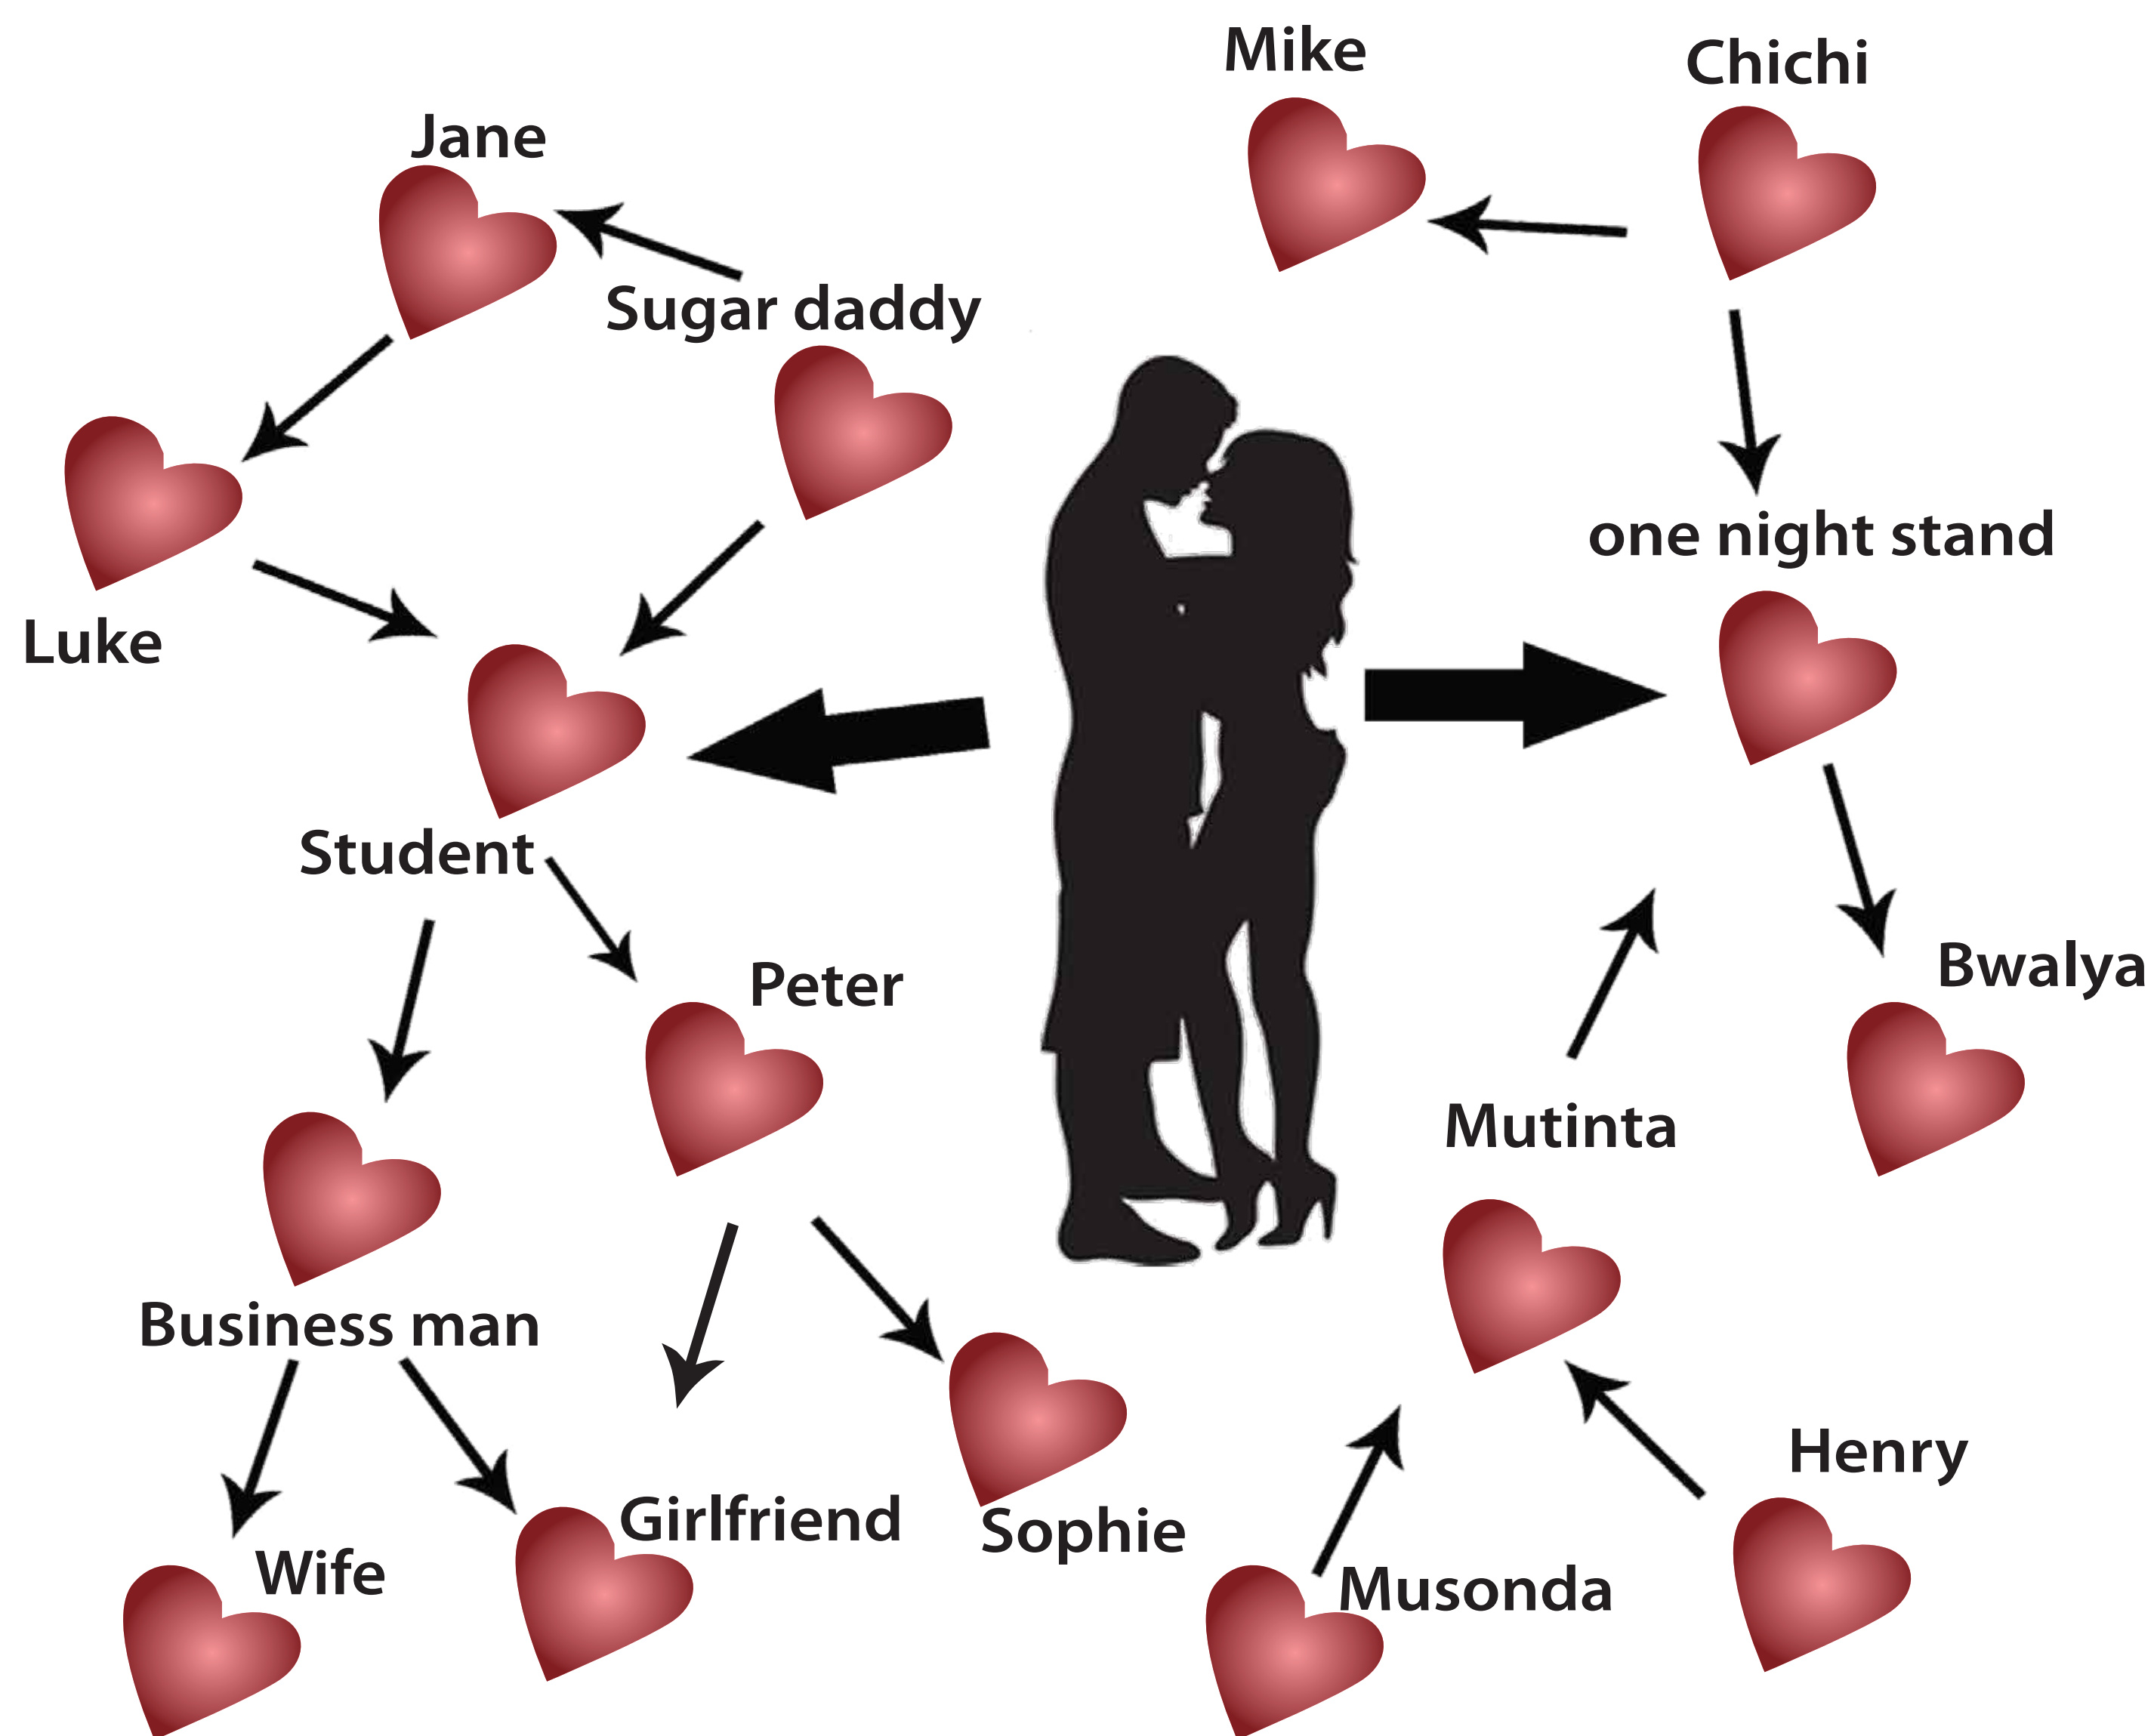 Mike
Chichi
Jane
Sugar daddy
one night stand
Luke
Student
Peter
Bwalya
Mutinta
Business man
Henry
Girlfriend
Sophie
Wife
Musonda